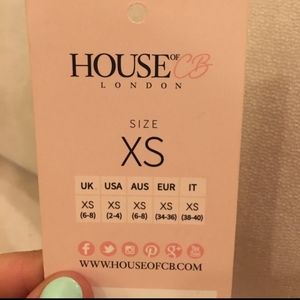 HOUSE OF CB
LONDON
SIZE
XS
UK USA AUS EUR IT
XS XS XS XS XS
(6-8) (2-4) (6-8) (34-36) (38-40)
WWW.HOUSEOFCB.COM